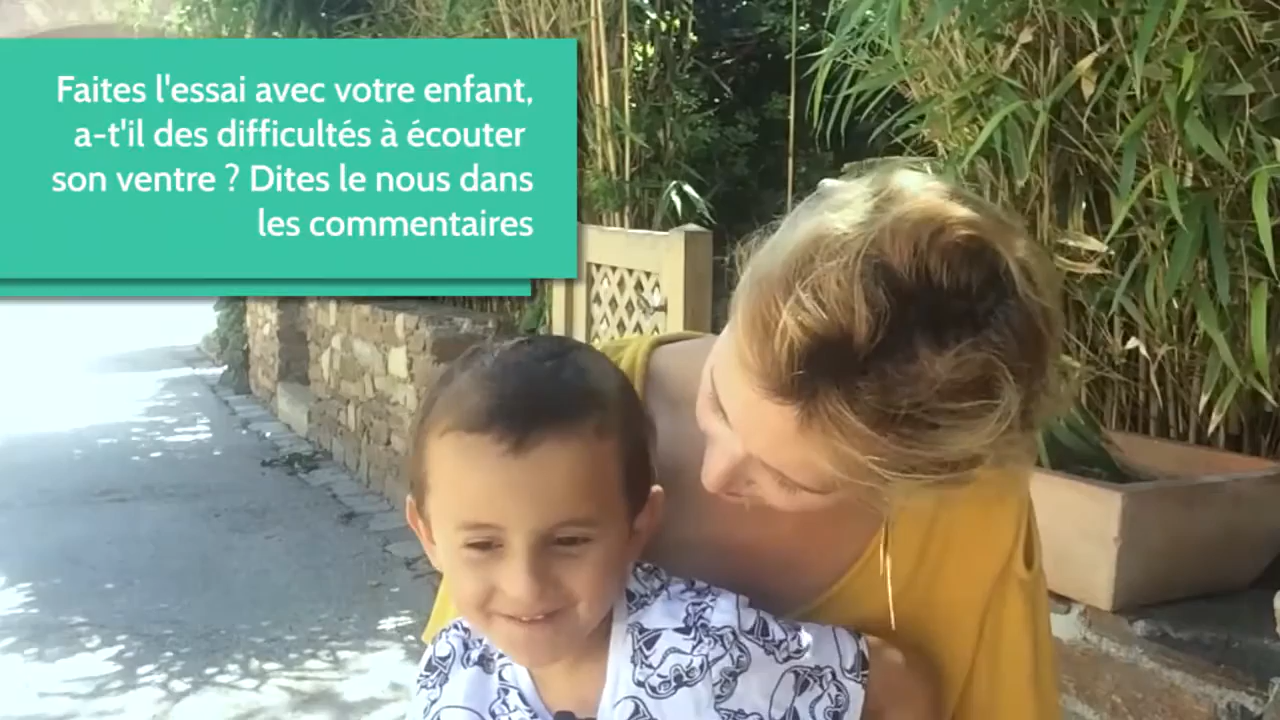 Faites l'essai avec votre enfant,
a-t'il des difficultés à écouter
son ventre ? Dites le nous dans
les commentaires